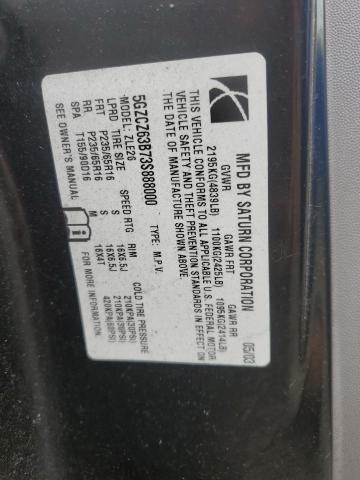 MFD BY SATURN CORPORATION 05/03
GVWR GAWR FRT GAWR RR
2195KG(4839LB) 1100KG(2425LB) 1095KG(2414LB)
THIS VEHICLE CONFORMS TO ALL APPLICABLE U.S. FEDERAL MOTOR
VEHICLE SAFETY AND THEFT PREVENTION STANDARDS IN EFFECT ON
THE DATE OF MANUFACTURE SHOWN ABOVE.
5GZCZ63B73S888000 TYPE: M.P.V.
MODEL: ZLE26
LPRD TIRE SIZE SPEED RTG RIM COLD TIRE PRESSURE
FRT P235/65R16 S 16X6.5J 210KPA(30PSI)
RR P235/65R16 S 16X6.5J 210KPA(30PSI)
SPA T155/90D16 M 16X4T 420KPA(60PSI)
SEE OWNER'S MANUAL FOR MORE INFORMATION